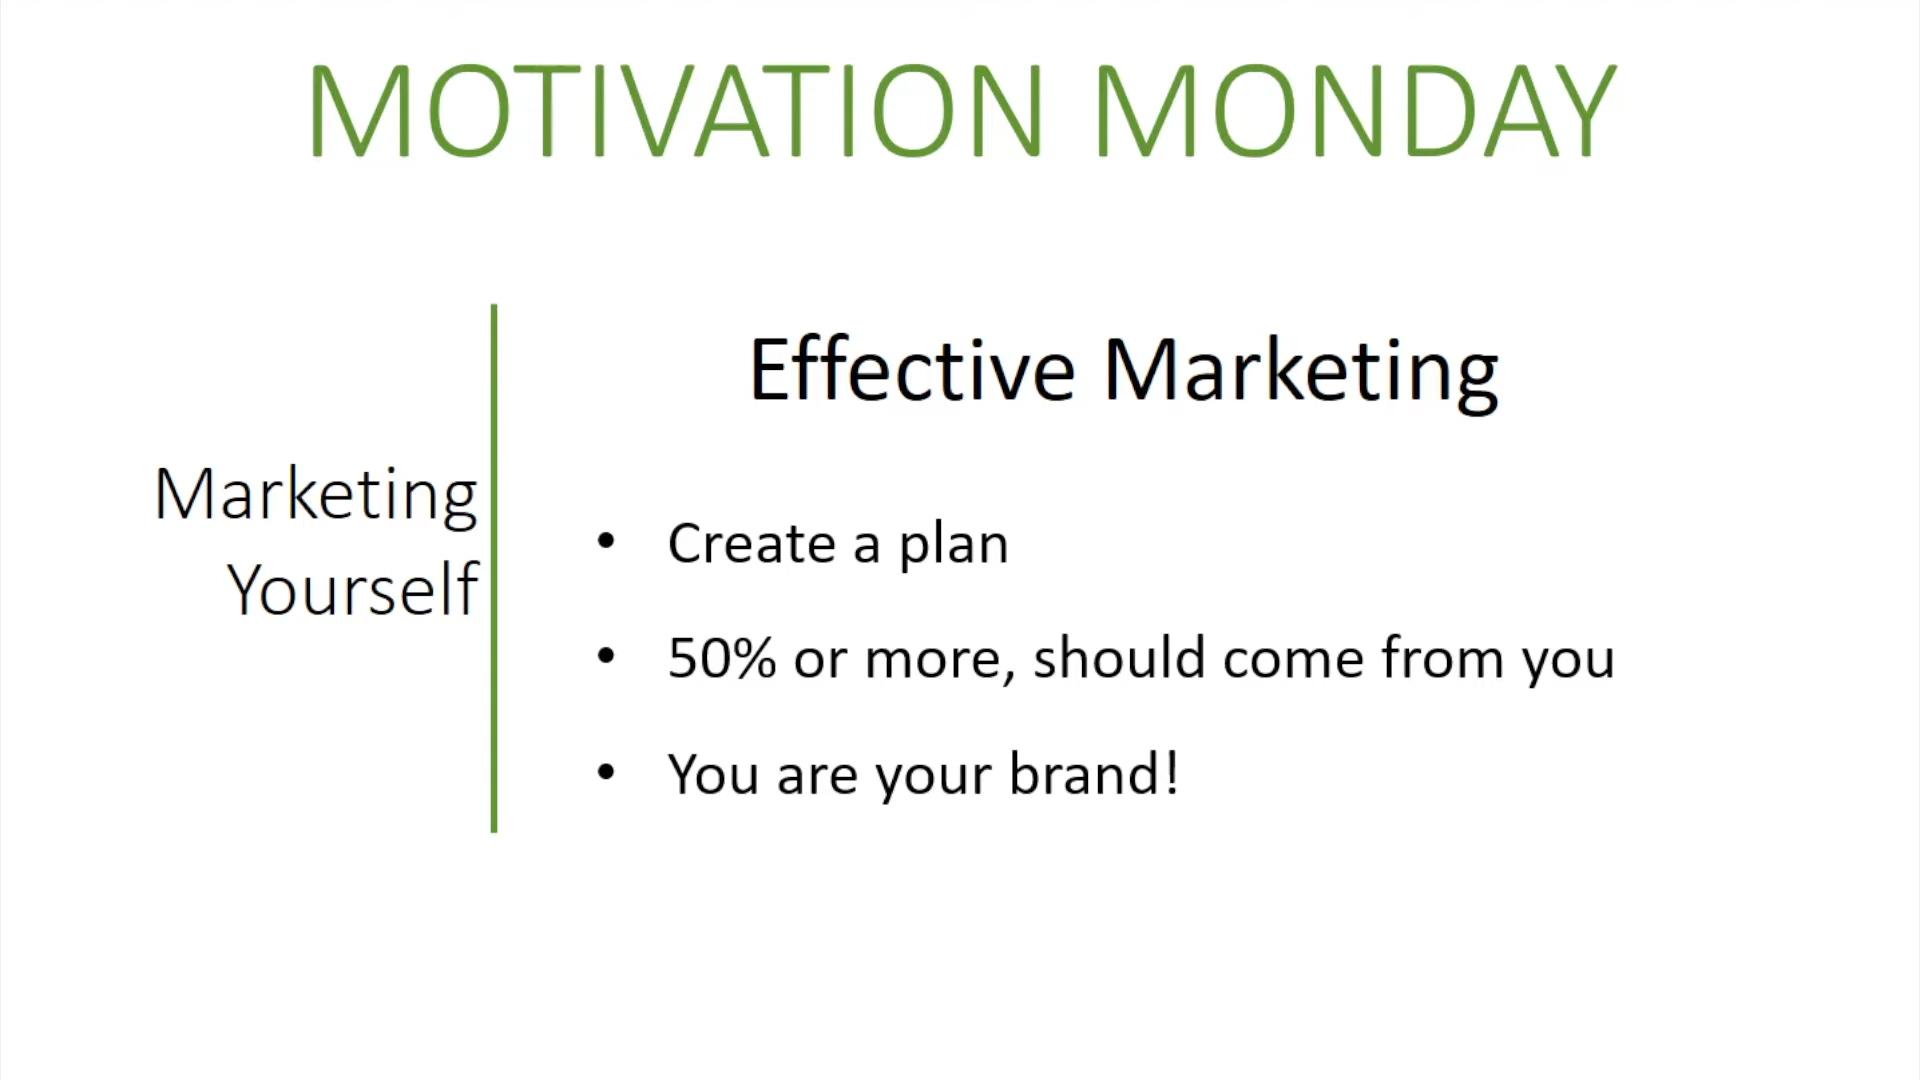 MOTIVATION MONDAY
Marketing
Yourself
Effective Marketing
• Create a plan
• 50% or more, should come from you
• You are your brand!